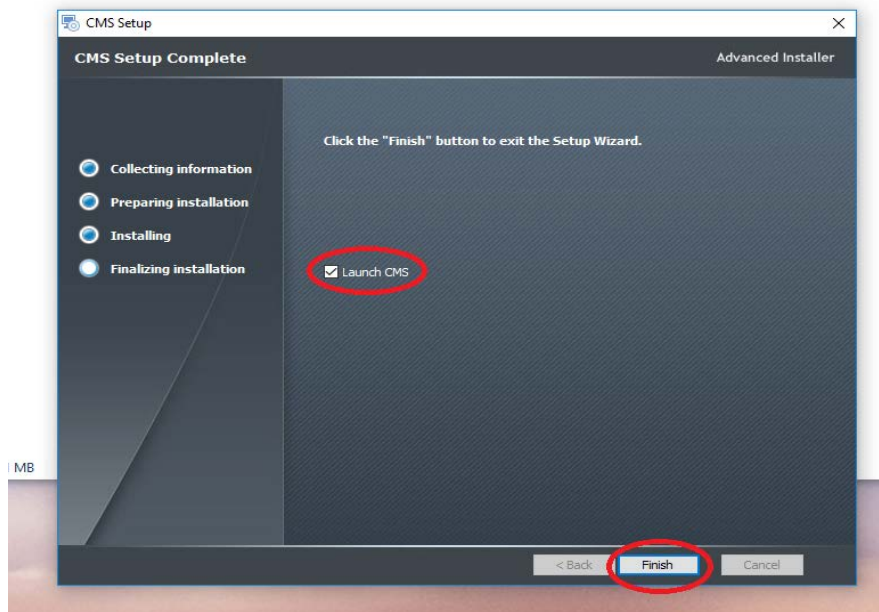 CMS Setup
CMS Setup Complete
Advanced Installer
Click the "Finish" button to exit the Setup Wizard.
Collecting information
Preparing installation
Installing
Finalizing installation
Launch CMS
MB
< Back
Finish
Cancel